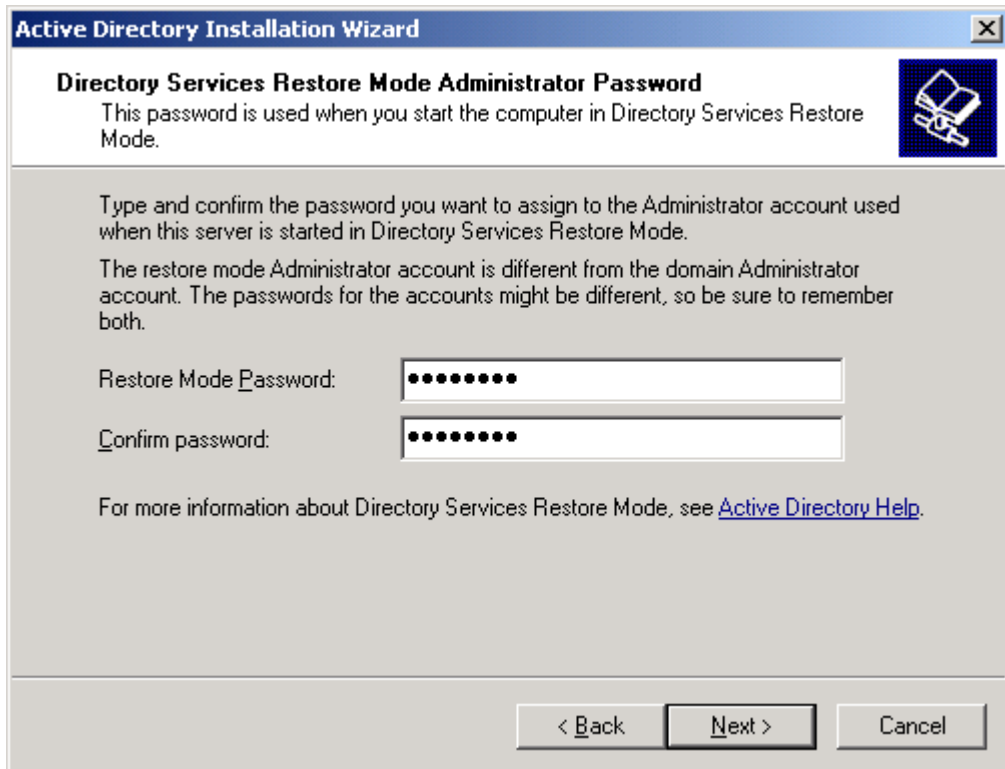 Active Directory Installation Wizard
Directory Services Restore Mode Administrator Password
This password is used when you start the computer in Directory Services Restore
Mode.
Type and confirm the password you want to assign to the Administrator account used
when this server is started in Directory Services Restore Mode.
The restore mode Administrator account is different from the domain Administrator
account. The passwords for the accounts might be different, so be sure to remember
both.
Restore Mode Password: ●●●●●●●●
Confirm password: ●●●●●●●●
For more information about Directory Services Restore Mode, see Active Directory Help.
< Back Next > Cancel